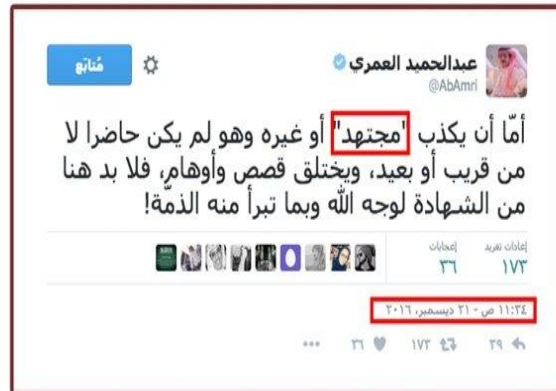 عبدالحميد العمري
@AbAmri
مُتابَع
أمّا أن يكذب "مجتهد" أو غيره وهو لم يكن حاضرا لا
من قريب أو بعيد، ويختلق قصص وأوهام، فلا بد هنا
من الشهادة لوجه الله وبما تبرأ منه الذمّة!
إعادات تغريد إعجابات
١٧٣ ٣٦
١١:٣٤ ص - ٢١ ديسمبر، ٢٠١٦
٢٩ ١٧٣ ٣٦